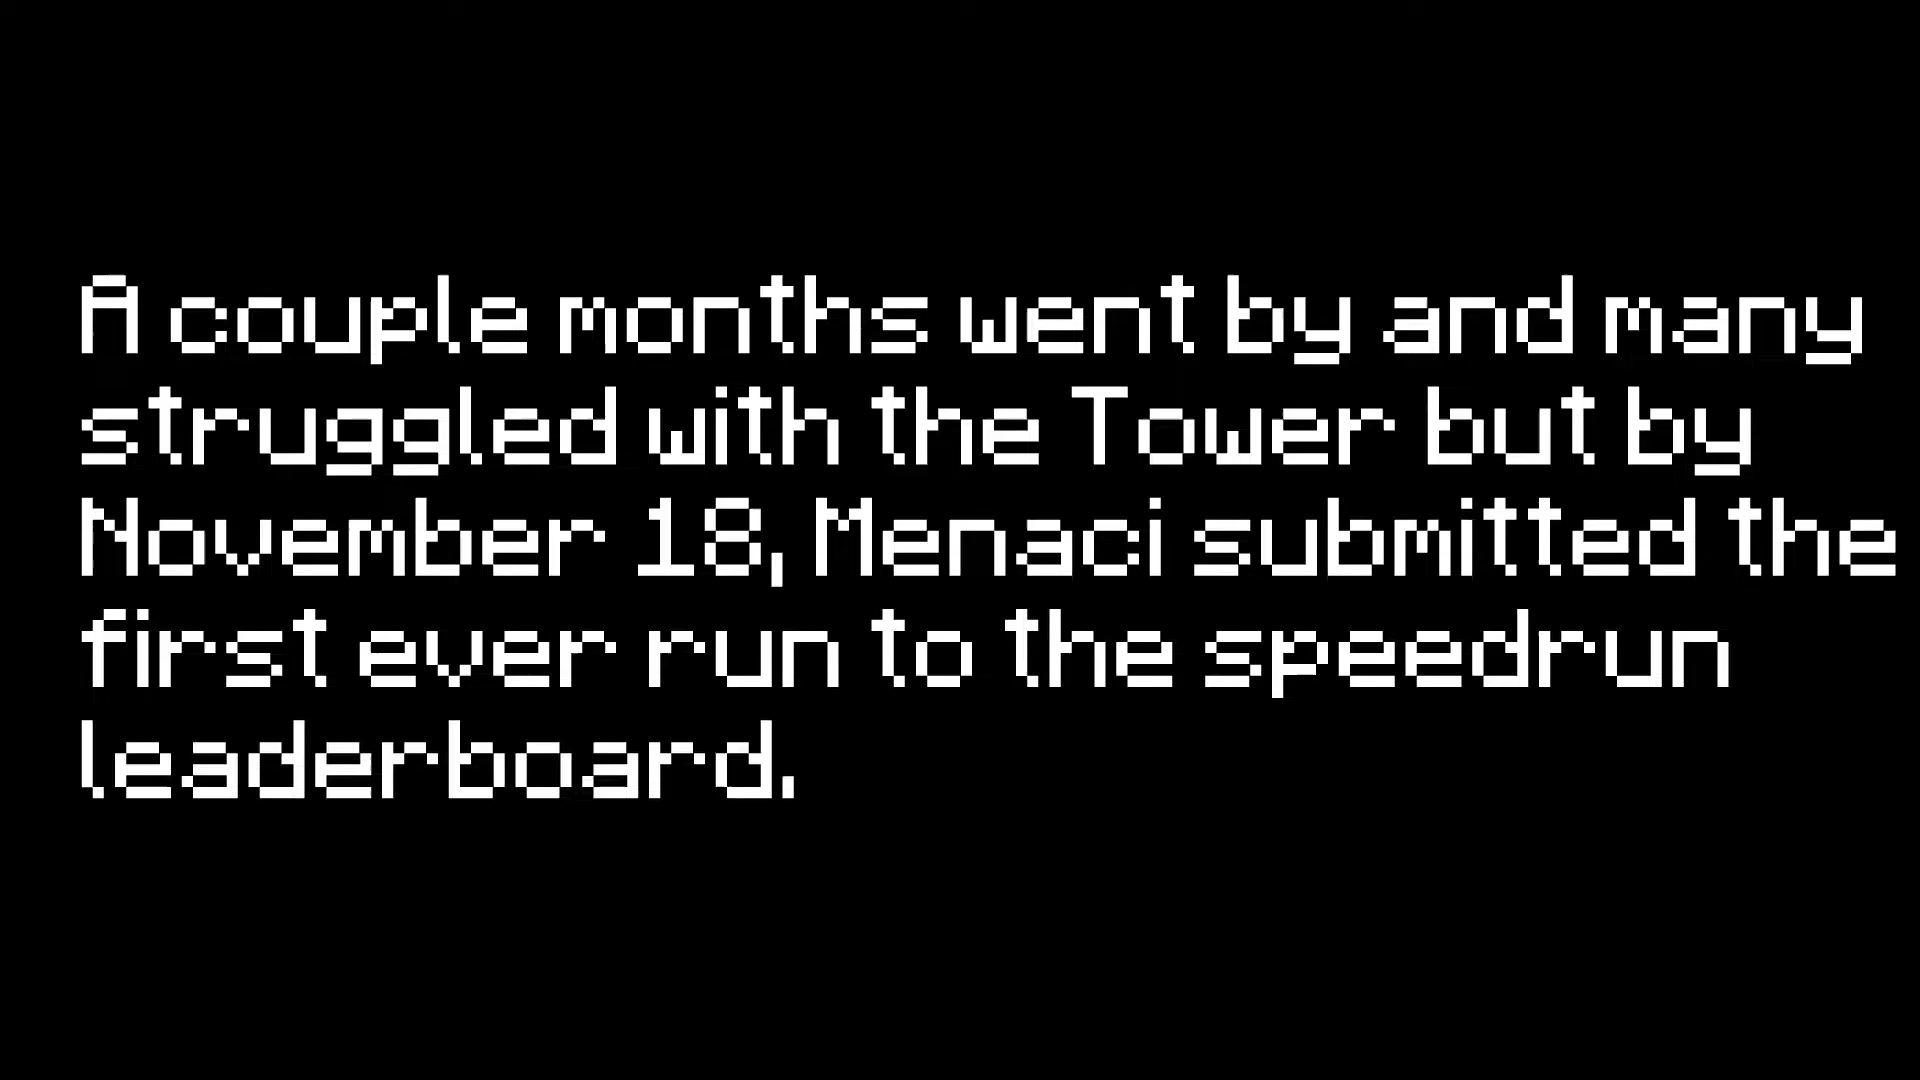 A couple months went by and many
struggled with the Tower but by
November 18, Menaci submitted the
first ever run to the speedrun
leaderboard.